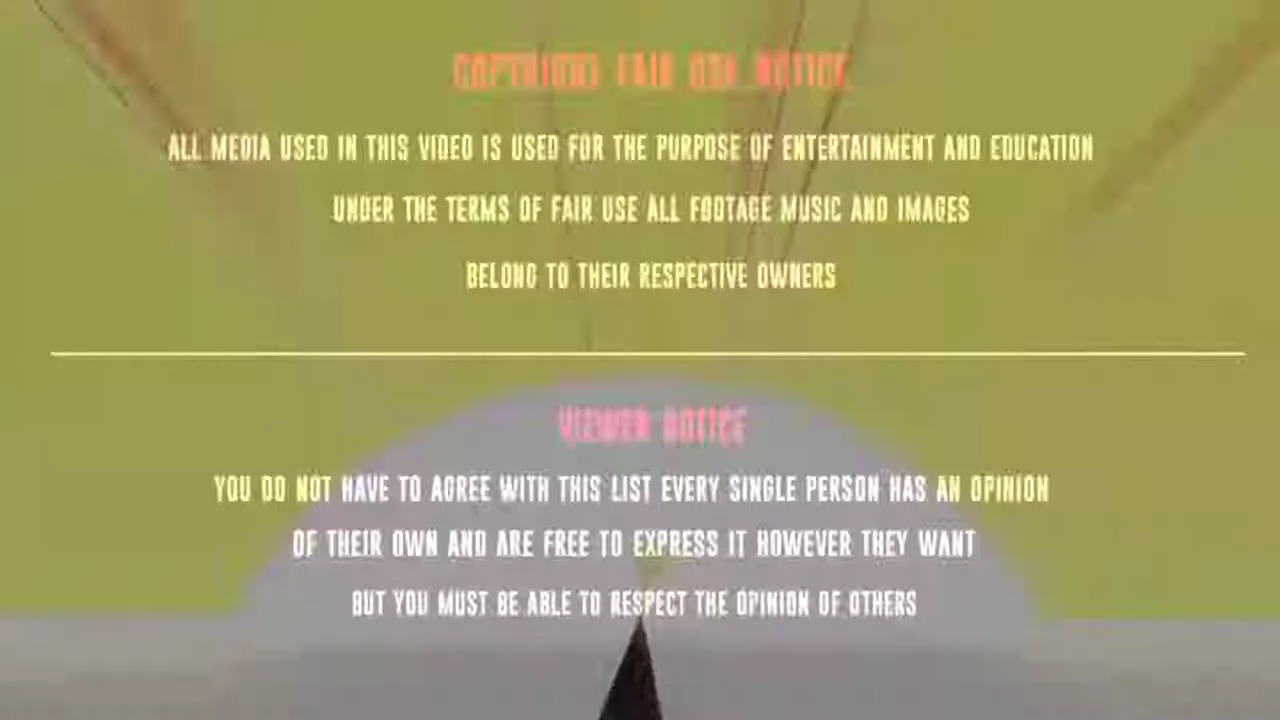 COPYRIGHT FAIR USE NOTICE
ALL MEDIA USED IN THIS VIDEO IS USED FOR THE PURPOSE OF ENTERTAINMENT AND EDUCATION
UNDER THE TERMS OF FAIR USE ALL FOOTAGE MUSIC AND IMAGES
BELONG TO THEIR RESPECTIVE OWNERS
VIEWER NOTICE
YOU DO NOT HAVE TO AGREE WITH THIS LIST EVERY SINGLE PERSON HAS AN OPINION
OF THEIR OWN AND ARE FREE TO EXPRESS IT HOWEVER THEY WANT
BUT YOU MUST BE ABLE TO RESPECT THE OPINION OF OTHERS